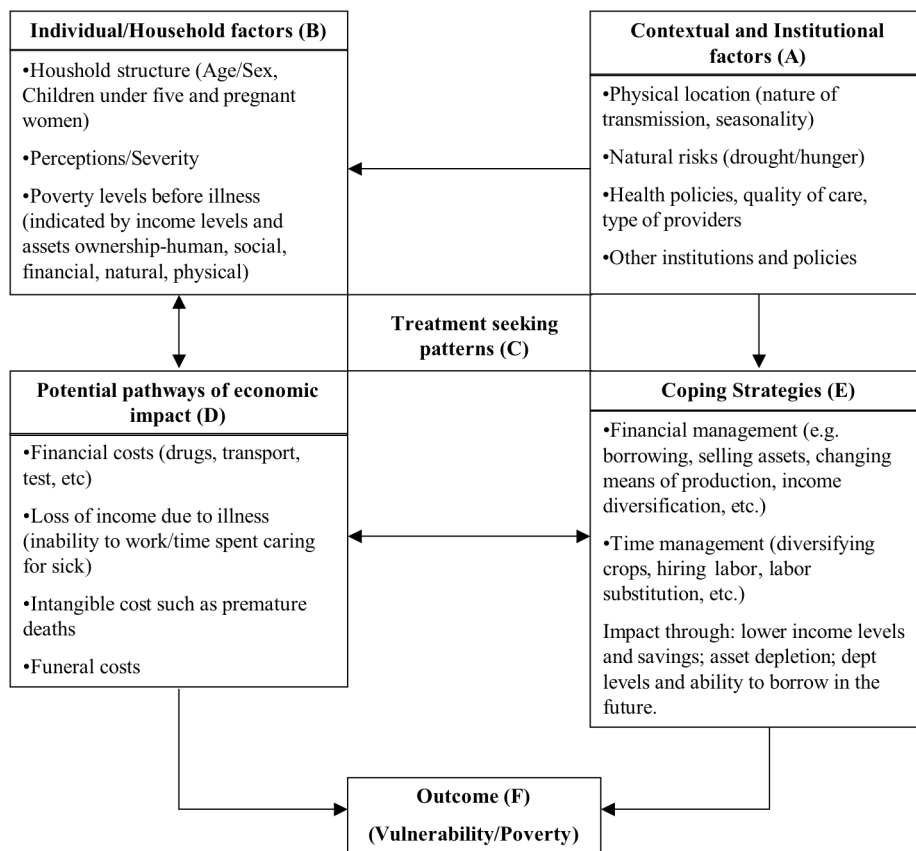 Individual/Household factors (B)
•Houshold structure (Age/Sex,
Children under five and pregnant
women)
•Perceptions/Severity
•Poverty levels before illness
(indicated by income levels and
assets ownership-human, social,
financial, natural, physical)
Contextual and Institutional
factors (A)
•Physical location (nature of
transmission, seasonality)
•Natural risks (drought/hunger)
•Health policies, quality of care,
type of providers
•Other institutions and policies
Treatment seeking
patterns (C)
Potential pathways of economic
impact (D)
•Financial costs (drugs, transport,
test, etc)
•Loss of income due to illness
(inability to work/time spent caring
for sick)
•Intangible cost such as premature
deaths
•Funeral costs
Coping Strategies (E)
•Financial management (e.g.
borrowing, selling assets, changing
means of production, income
diversification, etc.)
•Time management (diversifying
crops, hiring labor, labor
substitution, etc.)
Impact through: lower income levels
and savings; asset depletion; dept
levels and ability to borrow in the
future.
Outcome (F)
(Vulnerability/Poverty)